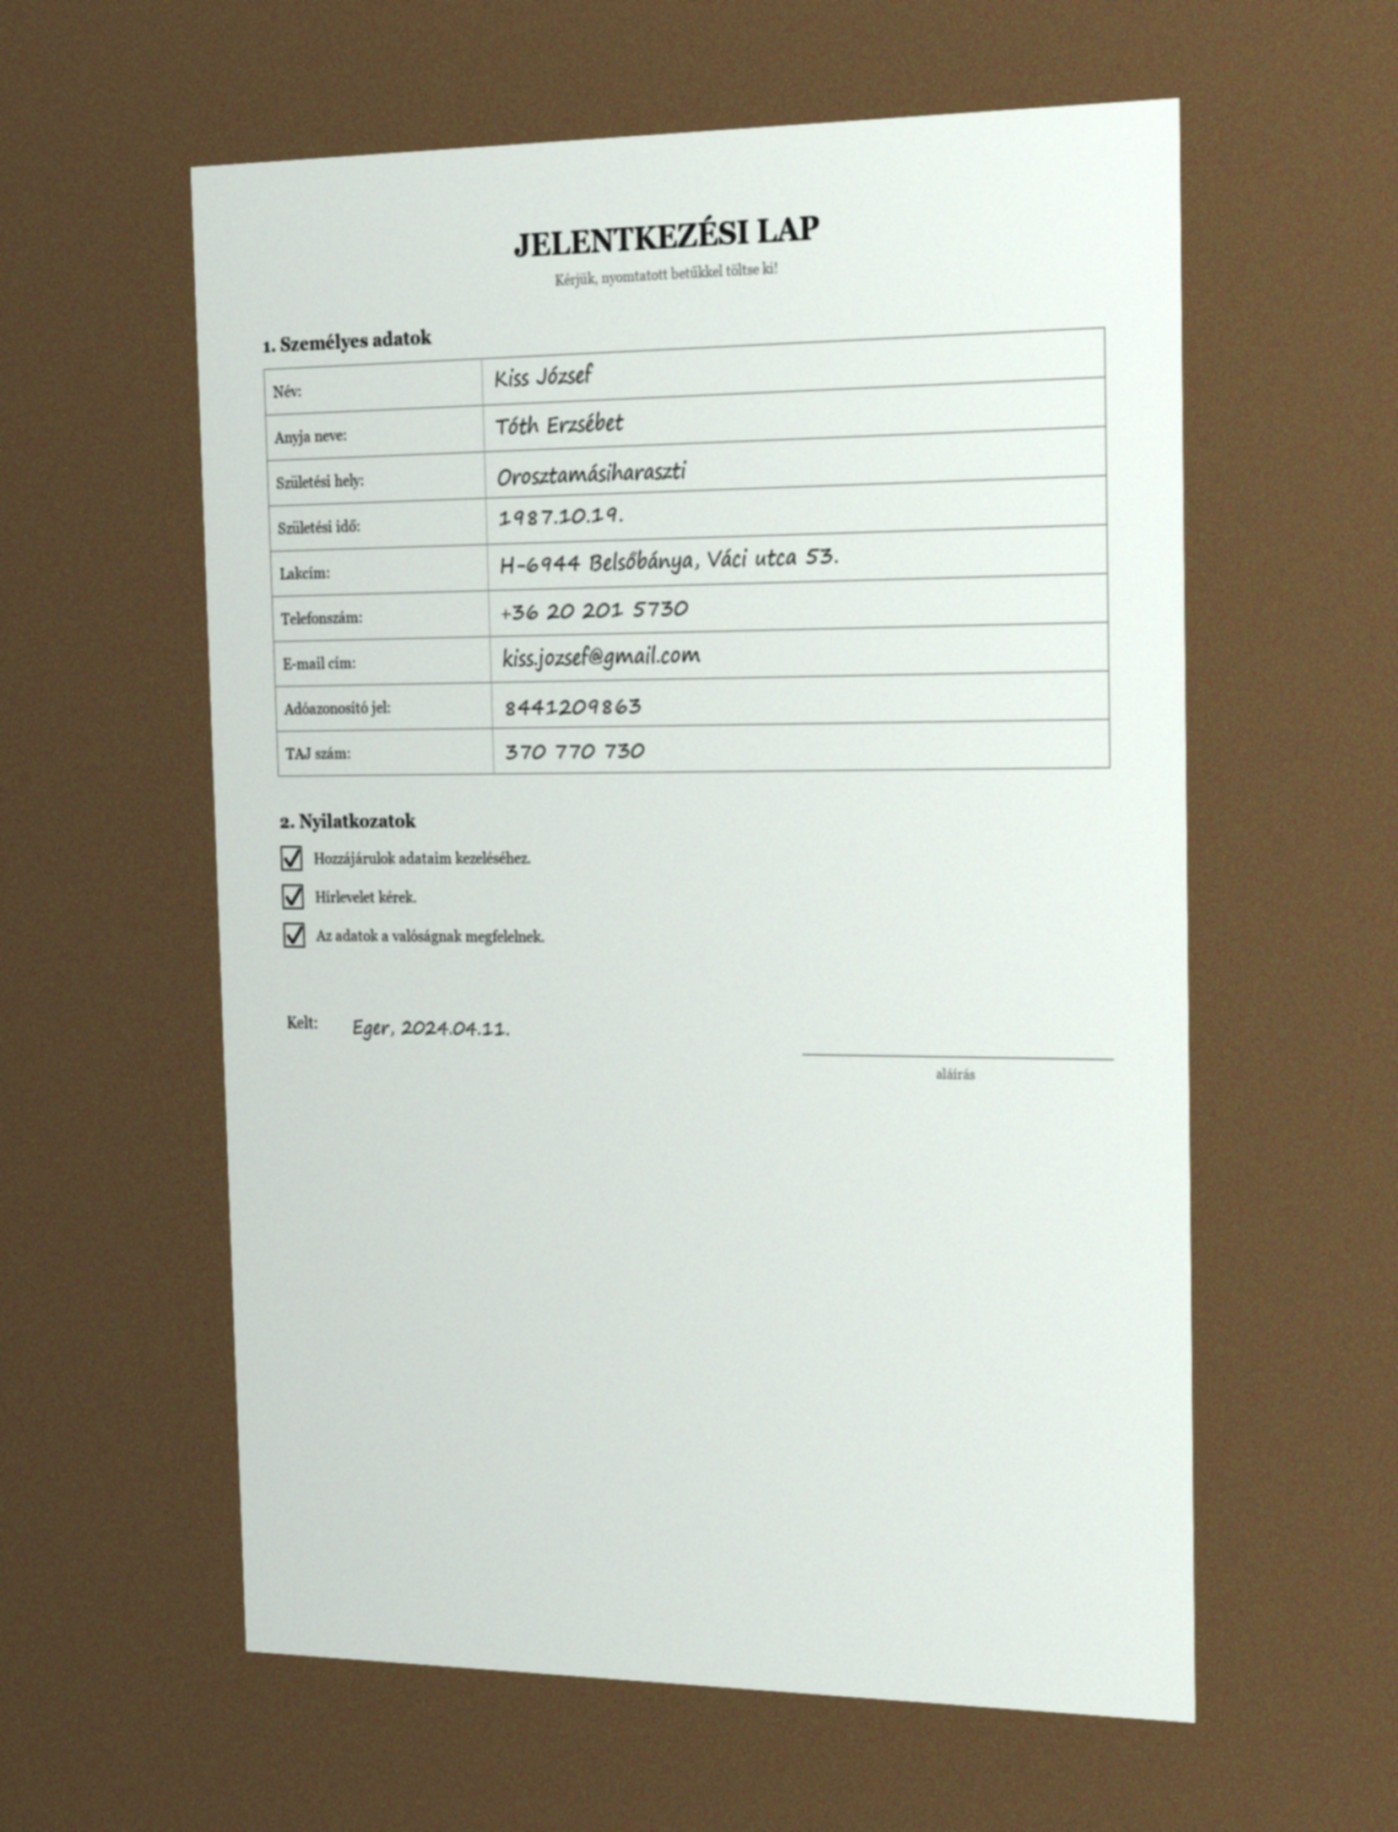 JELENTKEZÉSI LAP
Kérjük, nyomtatott betűkkel töltse ki!
1. Személyes adatok
Név: Kiss József
Anyja neve: Tóth Erzsébet
Születési hely: Orosztamásiharaszti
Születési idő: 1987.10.19.
Lakcím: H-6944 Belsőbánya, Váci utca 53.
Telefonszám: +36 20 201 5730
E-mail cím: kiss.jozsef@gmail.com
Adóazonosító jel: 8441209863
TAJ szám: 370 770 730
2. Nyilatkozatok
Hozzájárulok adataim kezeléséhez.
Hírlevelet kérek.
Az adatok a valóságnak megfelelnek.
Kelt: Eger, 2024.04.11.
aláírás